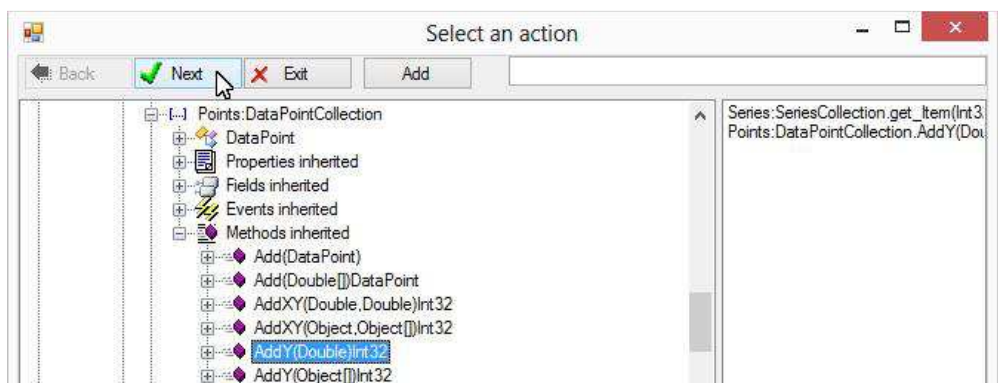 Select an action
Back Next Exit Add
Points:DataPointCollection
DataPoint
Properties inherited
Fields inherited
Events inherited
Methods inherited
Add(DataPoint)
Add(Double[])DataPoint
AddXY(Double,Double)Int32
AddXY(Object,Object[])Int32
AddY(Double)Int32
AddY(Object[])Int32
Series:SeriesCollection.get_Item(Int3
Points:DataPointCollection.AddY(Dou